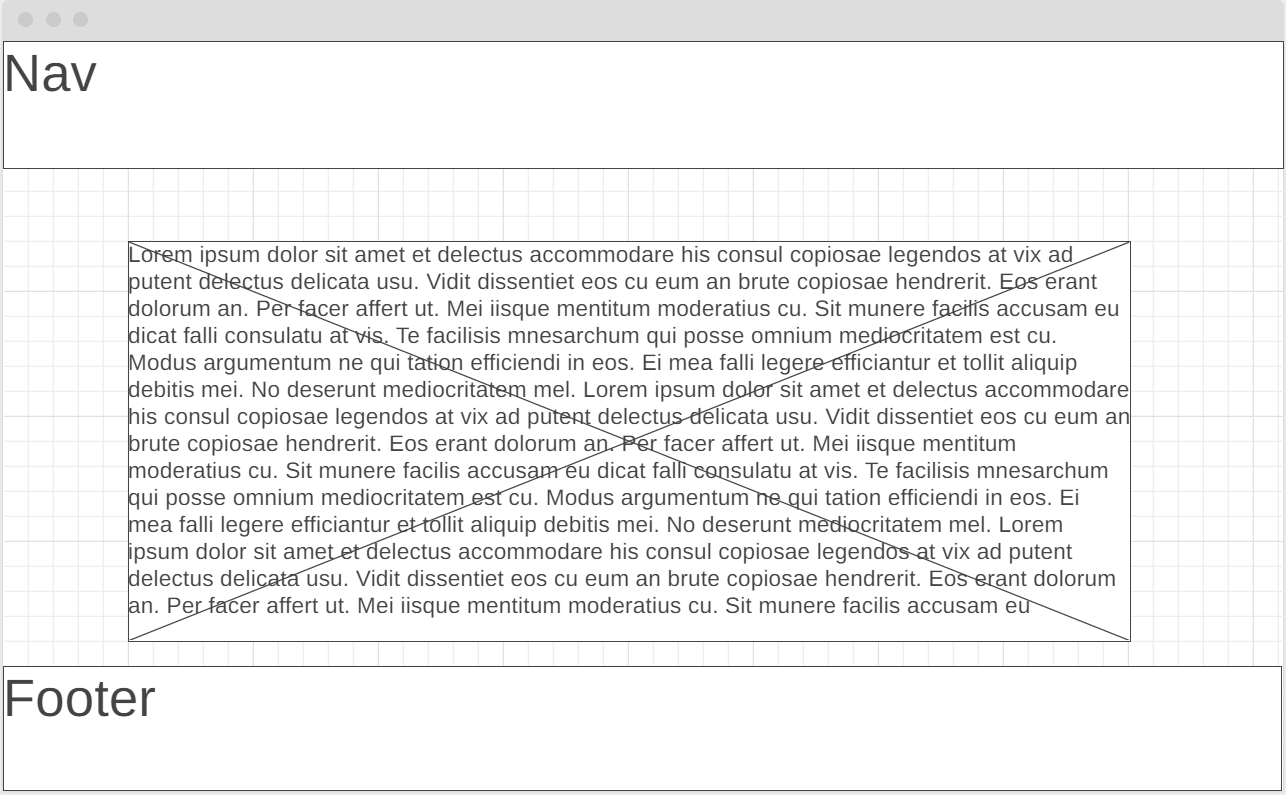 Nav
Lorem ipsum dolor sit amet et delectus accommodare his consul copiosae legendos at vix ad
putent delectus delicata usu. Vidit dissentiet eos cu eum an brute copiosae hendrerit. Eos erant
dolorum an. Per facer affert ut. Mei iisque mentitum moderatius cu. Sit munere facilis accusam eu
dicat falli consulatu at vis. Te facilisis mnesarchum qui posse omnium mediocritatem est cu.
Modus argumentum ne qui tation efficiendi in eos. Ei mea falli legere efficiantur et tollit aliquip
debitis mei. No deserunt mediocritatem mel. Lorem ipsum dolor sit amet et delectus accommodare
his consul copiosae legendos at vix ad putent delectus delicata usu. Vidit dissentiet eos cu eum an
brute copiosae hendrerit. Eos erant dolorum an. Per facer affert ut. Mei iisque mentitum
moderatius cu. Sit munere facilis accusam eu dicat falli consulatu at vis. Te facilisis mnesarchum
qui posse omnium mediocritatem est cu. Modus argumentum ne qui tation efficiendi in eos. Ei
mea falli legere efficiantur et tollit aliquip debitis mei. No deserunt mediocritatem mel. Lorem
ipsum dolor sit amet et delectus accommodare his consul copiosae legendos at vix ad putent
delectus delicata usu. Vidit dissentiet eos cu eum an brute copiosae hendrerit. Eos erant dolorum
an. Per facer affert ut. Mei iisque mentitum moderatius cu. Sit munere facilis accusam eu
Footer